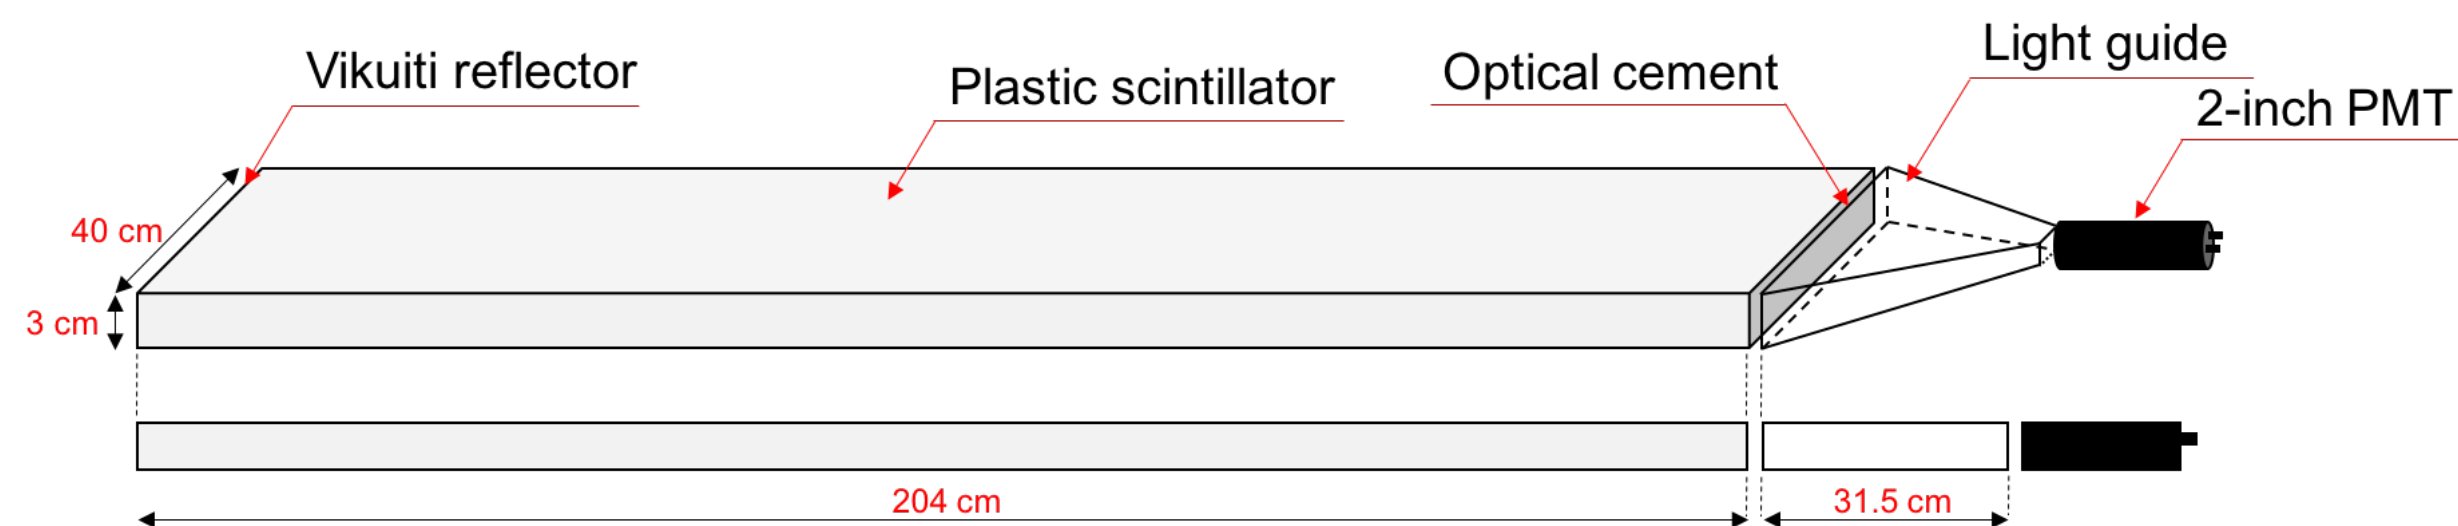 Vikuiti reflector
Plastic scintillator
Optical cement
Light guide
2-inch PMT
40 cm
3 cm
204 cm
31.5 cm